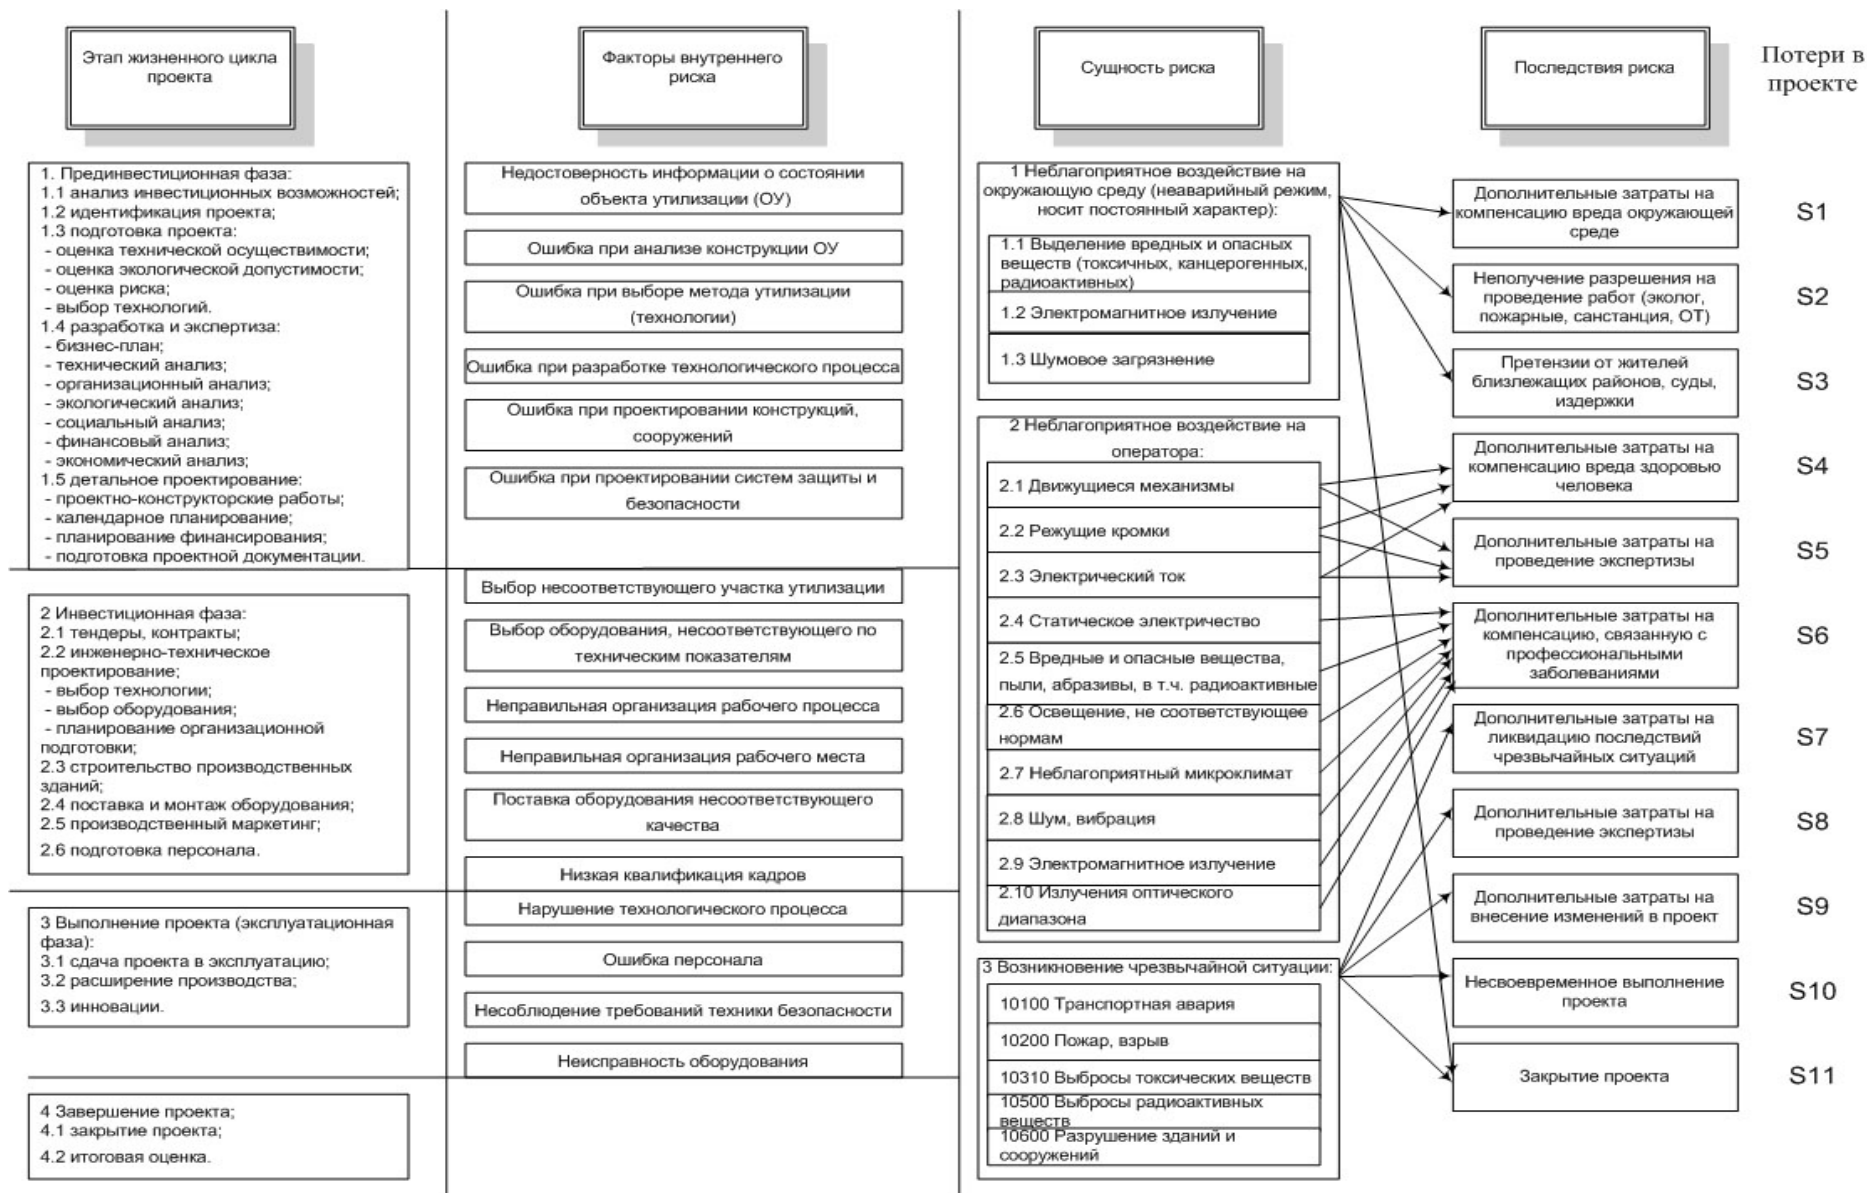 Этап жизненного цикла
проекта
Факторы внутреннего
риска
Сущность риска
Последствия риска
Потери в
проекте
1. Прединвестиционная фаза:
1.1 анализ инвестиционных возможностей;
1.2 идентификация проекта;
1.3 подготовка проекта:
- оценка технической осуществимости;
- оценка экологической допустимости;
- оценка риска;
- выбор технологий.
1.4 разработка и экспертиза:
- бизнес-план;
- технический анализ;
- организационный анализ;
- экологический анализ;
- социальный анализ;
- финансовый анализ;
- экономический анализ;
1.5 детальное проектирование:
- проектно-конструкторские работы;
- календарное планирование;
- планирование финансирования;
- подготовка проектной документации.
2 Инвестиционная фаза:
2.1 тендеры, контракты;
2.2 инженерно-техническое
проектирование;
- выбор технологии;
- выбор оборудования;
- планирование организационной
подготовки;
2.3 строительство производственных
зданий;
2.4 поставка и монтаж оборудования;
2.5 производственный маркетинг;
2.6 подготовка персонала.
3 Выполнение проекта (эксплуатационная
фаза):
3.1 сдача проекта в эксплуатацию;
3.2 расширение производства;
3.3 инновации.
4 Завершение проекта;
4.1 закрытие проекта;
4.2 итоговая оценка.
Недостоверность информации о состоянии
объекта утилизации (ОУ)
Ошибка при анализе конструкции ОУ
Ошибка при выборе метода утилизации
(технологии)
Ошибка при разработке технологического процесса
Ошибка при проектировании конструкций,
сооружений
Ошибка при проектировании систем защиты и
безопасности
Выбор несоответствующего участка утилизации
Выбор оборудования, несоответствующего по
техническим показателям
Неправильная организация рабочего процесса
Неправильная организация рабочего места
Поставка оборудования несоответствующего
качества
Низкая квалификация кадров
Нарушение технологического процесса
Ошибка персонала
Несоблюдение требований техники безопасности
Неисправность оборудования
1 Неблагоприятное воздействие на
окружающую среду (неаварийный режим,
носит постоянный характер):
1.1 Выделение вредных и опасных
веществ (токсичных, канцерогенных,
радиоактивных)
1.2 Электромагнитное излучение
1.3 Шумовое загрязнение
2 Неблагоприятное воздействие на
оператора:
2.1 Движущиеся механизмы
2.2 Режущие кромки
2.3 Электрический ток
2.4 Статическое электричество
2.5 Вредные и опасные вещества,
пыли, абразивы, в т.ч. радиоактивные
2.6 Освещение, не соответствующее
нормам
2.7 Неблагоприятный микроклимат
2.8 Шум, вибрация
2.9 Электромагнитное излучение
2.10 Излучения оптического
диапазона
3 Возникновение чрезвычайной ситуации:
10100 Транспортная авария
10200 Пожар, взрыв
10310 Выбросы токсических веществ
10500 Выбросы радиоактивных
веществ
10600 Разрушение зданий и
сооружений
Дополнительные затраты на
компенсацию вреда окружающей
среде
S1
Неполучение разрешения на
проведение работ (эколог,
пожарные, санстанция, ОТ)
S2
Претензии от жителей
близлежащих районов, суды,
издержки
S3
Дополнительные затраты на
компенсацию вреда здоровью
человека
S4
Дополнительные затраты на
проведение экспертизы
S5
Дополнительные затраты на
компенсацию, связанную с
профессиональными
заболеваниями
S6
Дополнительные затраты на
ликвидацию последствий
чрезвычайных ситуаций
S7
Дополнительные затраты на
проведение экспертизы
S8
Дополнительные затраты на
внесение изменений в проект
S9
Несвоевременное выполнение
проекта
S10
Закрытие проекта
S11